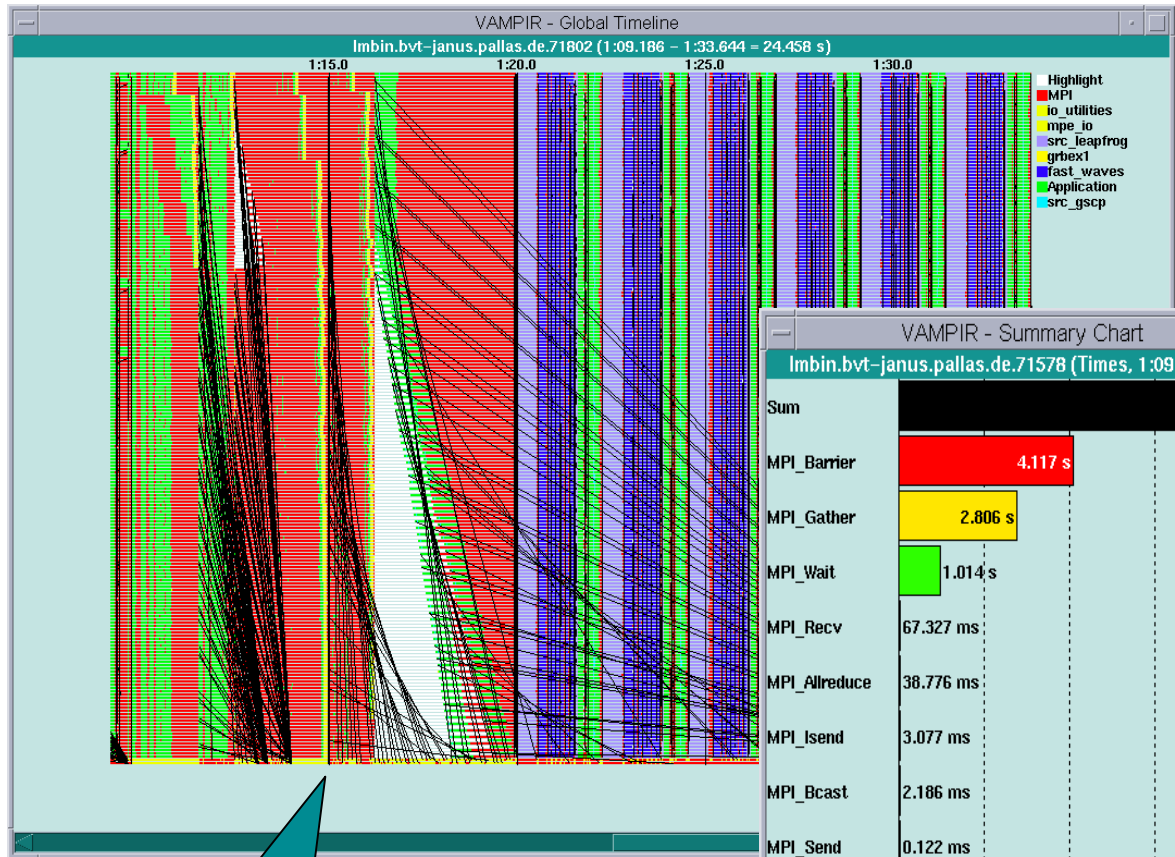 VAMPIR - Global Timeline
lmbin.bvt-janus.pallas.de.71802 (1:09.186 - 1:33.644 = 24.458 s)
1:15.0 1:20.0 1:25.0 1:30.0
Highlight
MPI
io_utilities
mpe_io
src_leapfrog
grbex1
fast_waves
Application
src_gscp
VAMPIR - Summary Chart
lmbin.bvt-janus.pallas.de.71578 (Times, 1:09
Sum
MPI_Barrier 4.117 s
MPI_Gather 2.806 s
MPI_Wait 1.014 s
MPI_Recv 67.327 ms
MPI_Allreduce 38.776 ms
MPI_Isend 3.077 ms
MPI_Bcast 2.186 ms
MPI_Send 0.122 ms